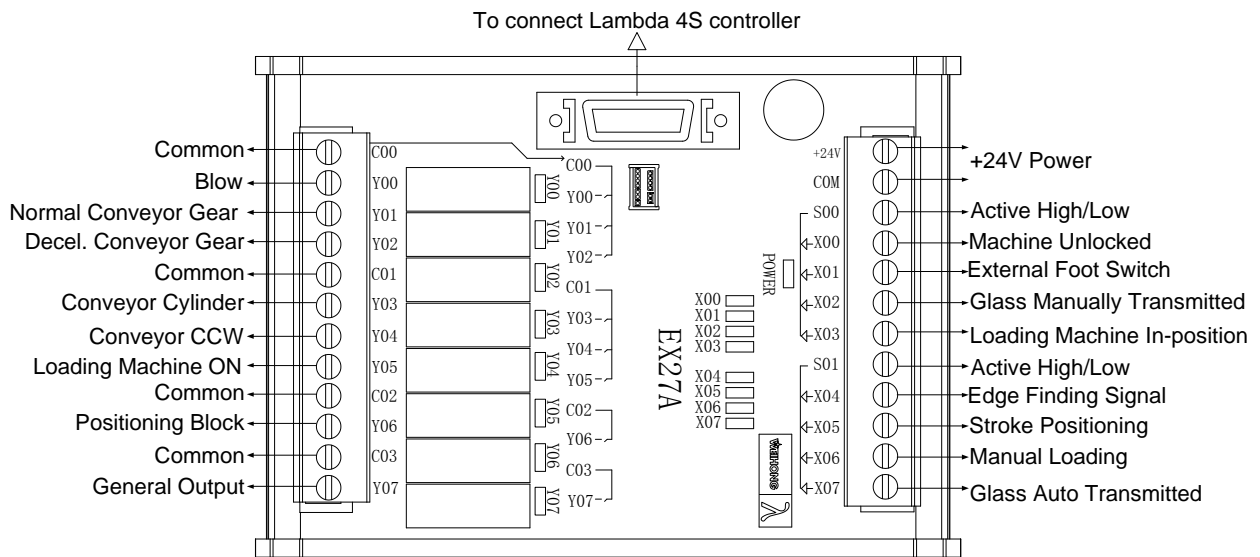 To connect Lambda 4S controller
Common
Blow
Normal Conveyor Gear
Decel. Conveyor Gear
Common
Conveyor Cylinder
Conveyor CCW
Loading Machine ON
Common
Positioning Block
Common
General Output
C00
Y00
Y01
Y02
C01
Y03
Y04
Y05
C02
Y06
C03
Y07
Y00
Y01
Y02
Y03
Y04
Y05
Y06
Y07
C00
Y00
Y01
Y02
C01
Y03
Y04
Y05
C02
Y06
C03
Y07
EX27A
X00
X01
X02
X03
X04
X05
X06
X07
POWER
WEIHONG
λ
+24V
COM
S00
X00
X01
X02
X03
S01
X04
X05
X06
X07
+24V Power
Active High/Low
Machine Unlocked
External Foot Switch
Glass Manually Transmitted
Loading Machine In-position
Active High/Low
Edge Finding Signal
Stroke Positioning
Manual Loading
Glass Auto Transmitted